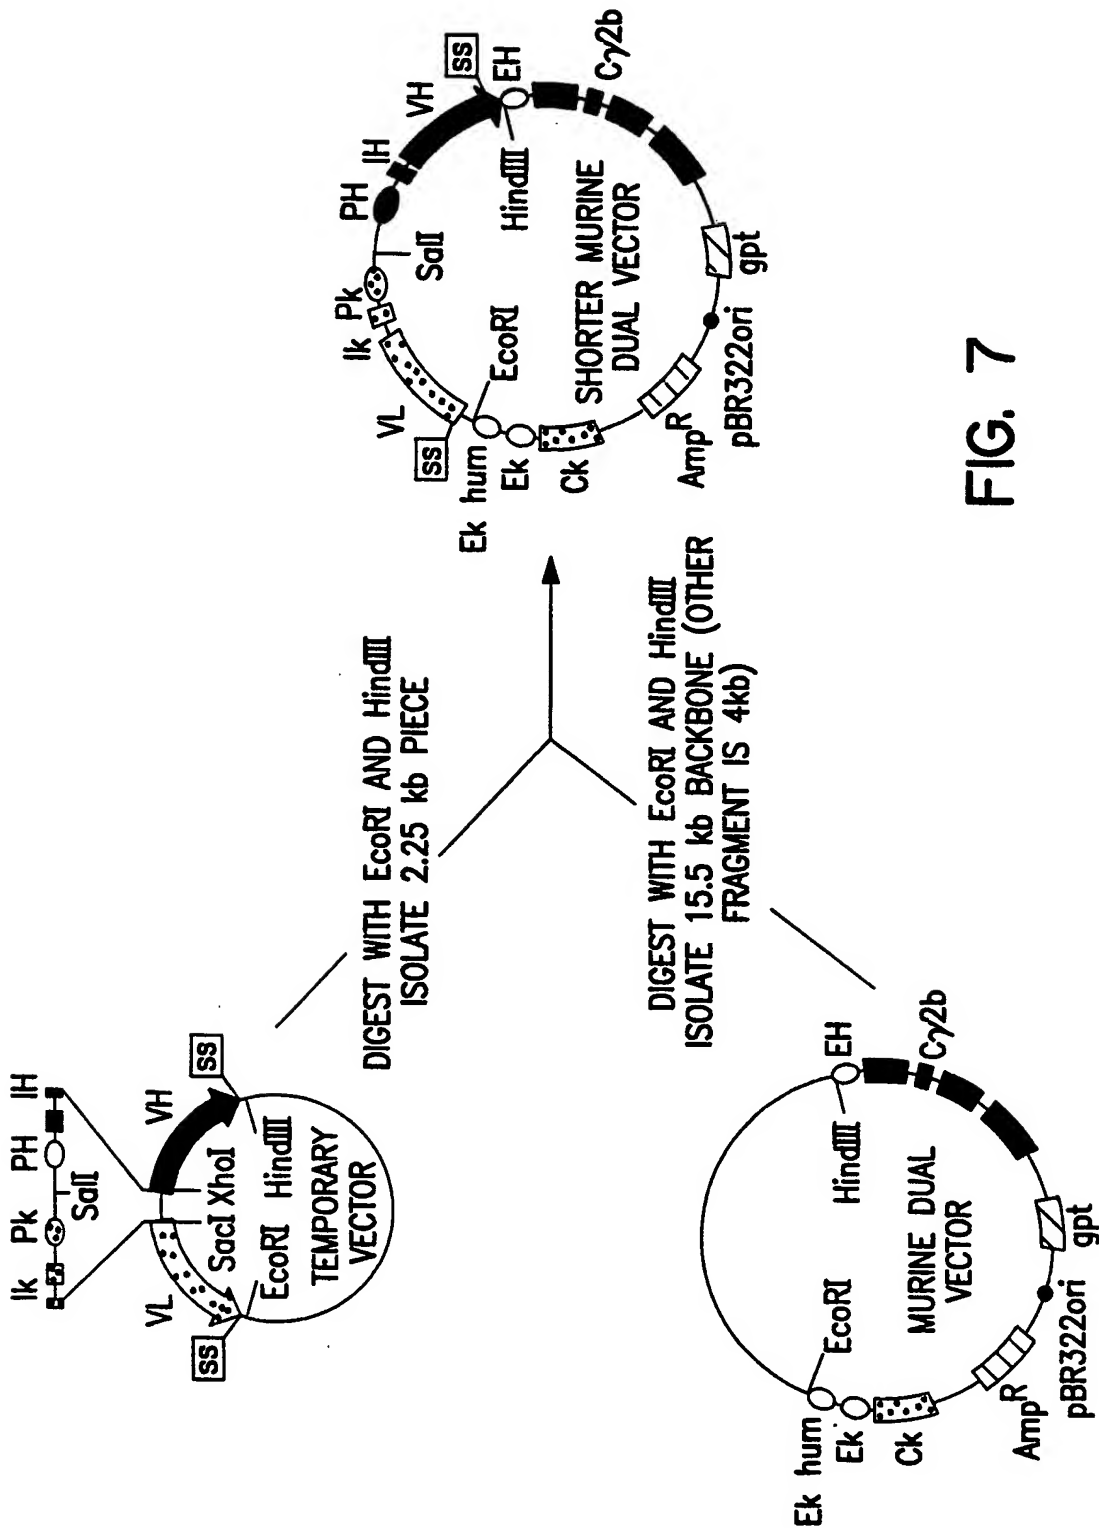 Ik
Pk
PH
IH
SalI
VL
VH
ss
ss
SacI XhoI
EcoRI HindIII
TEMPORARY
VECTOR
DIGEST WITH EcoRI AND HindIII
ISOLATE 2.25 kb PIECE
Ek hum
Ek
Ck
Amp^R
pBR322ori
gpt
Cγ2b
EH
HindIII
EcoRI
MURINE DUAL
VECTOR
DIGEST WITH EcoRI AND HindIII
ISOLATE 15.5 kb BACKBONE (OTHER
FRAGMENT IS 4kb)
ss
VL
Ik
Pk
SalI
PH
IH
VH
ss
EH
HindIII
EcoRI
Ek hum
Ek
Ck
Amp^R
pBR322ori
gpt
Cγ2b
SHORTER MURINE
DUAL VECTOR
FIG. 7